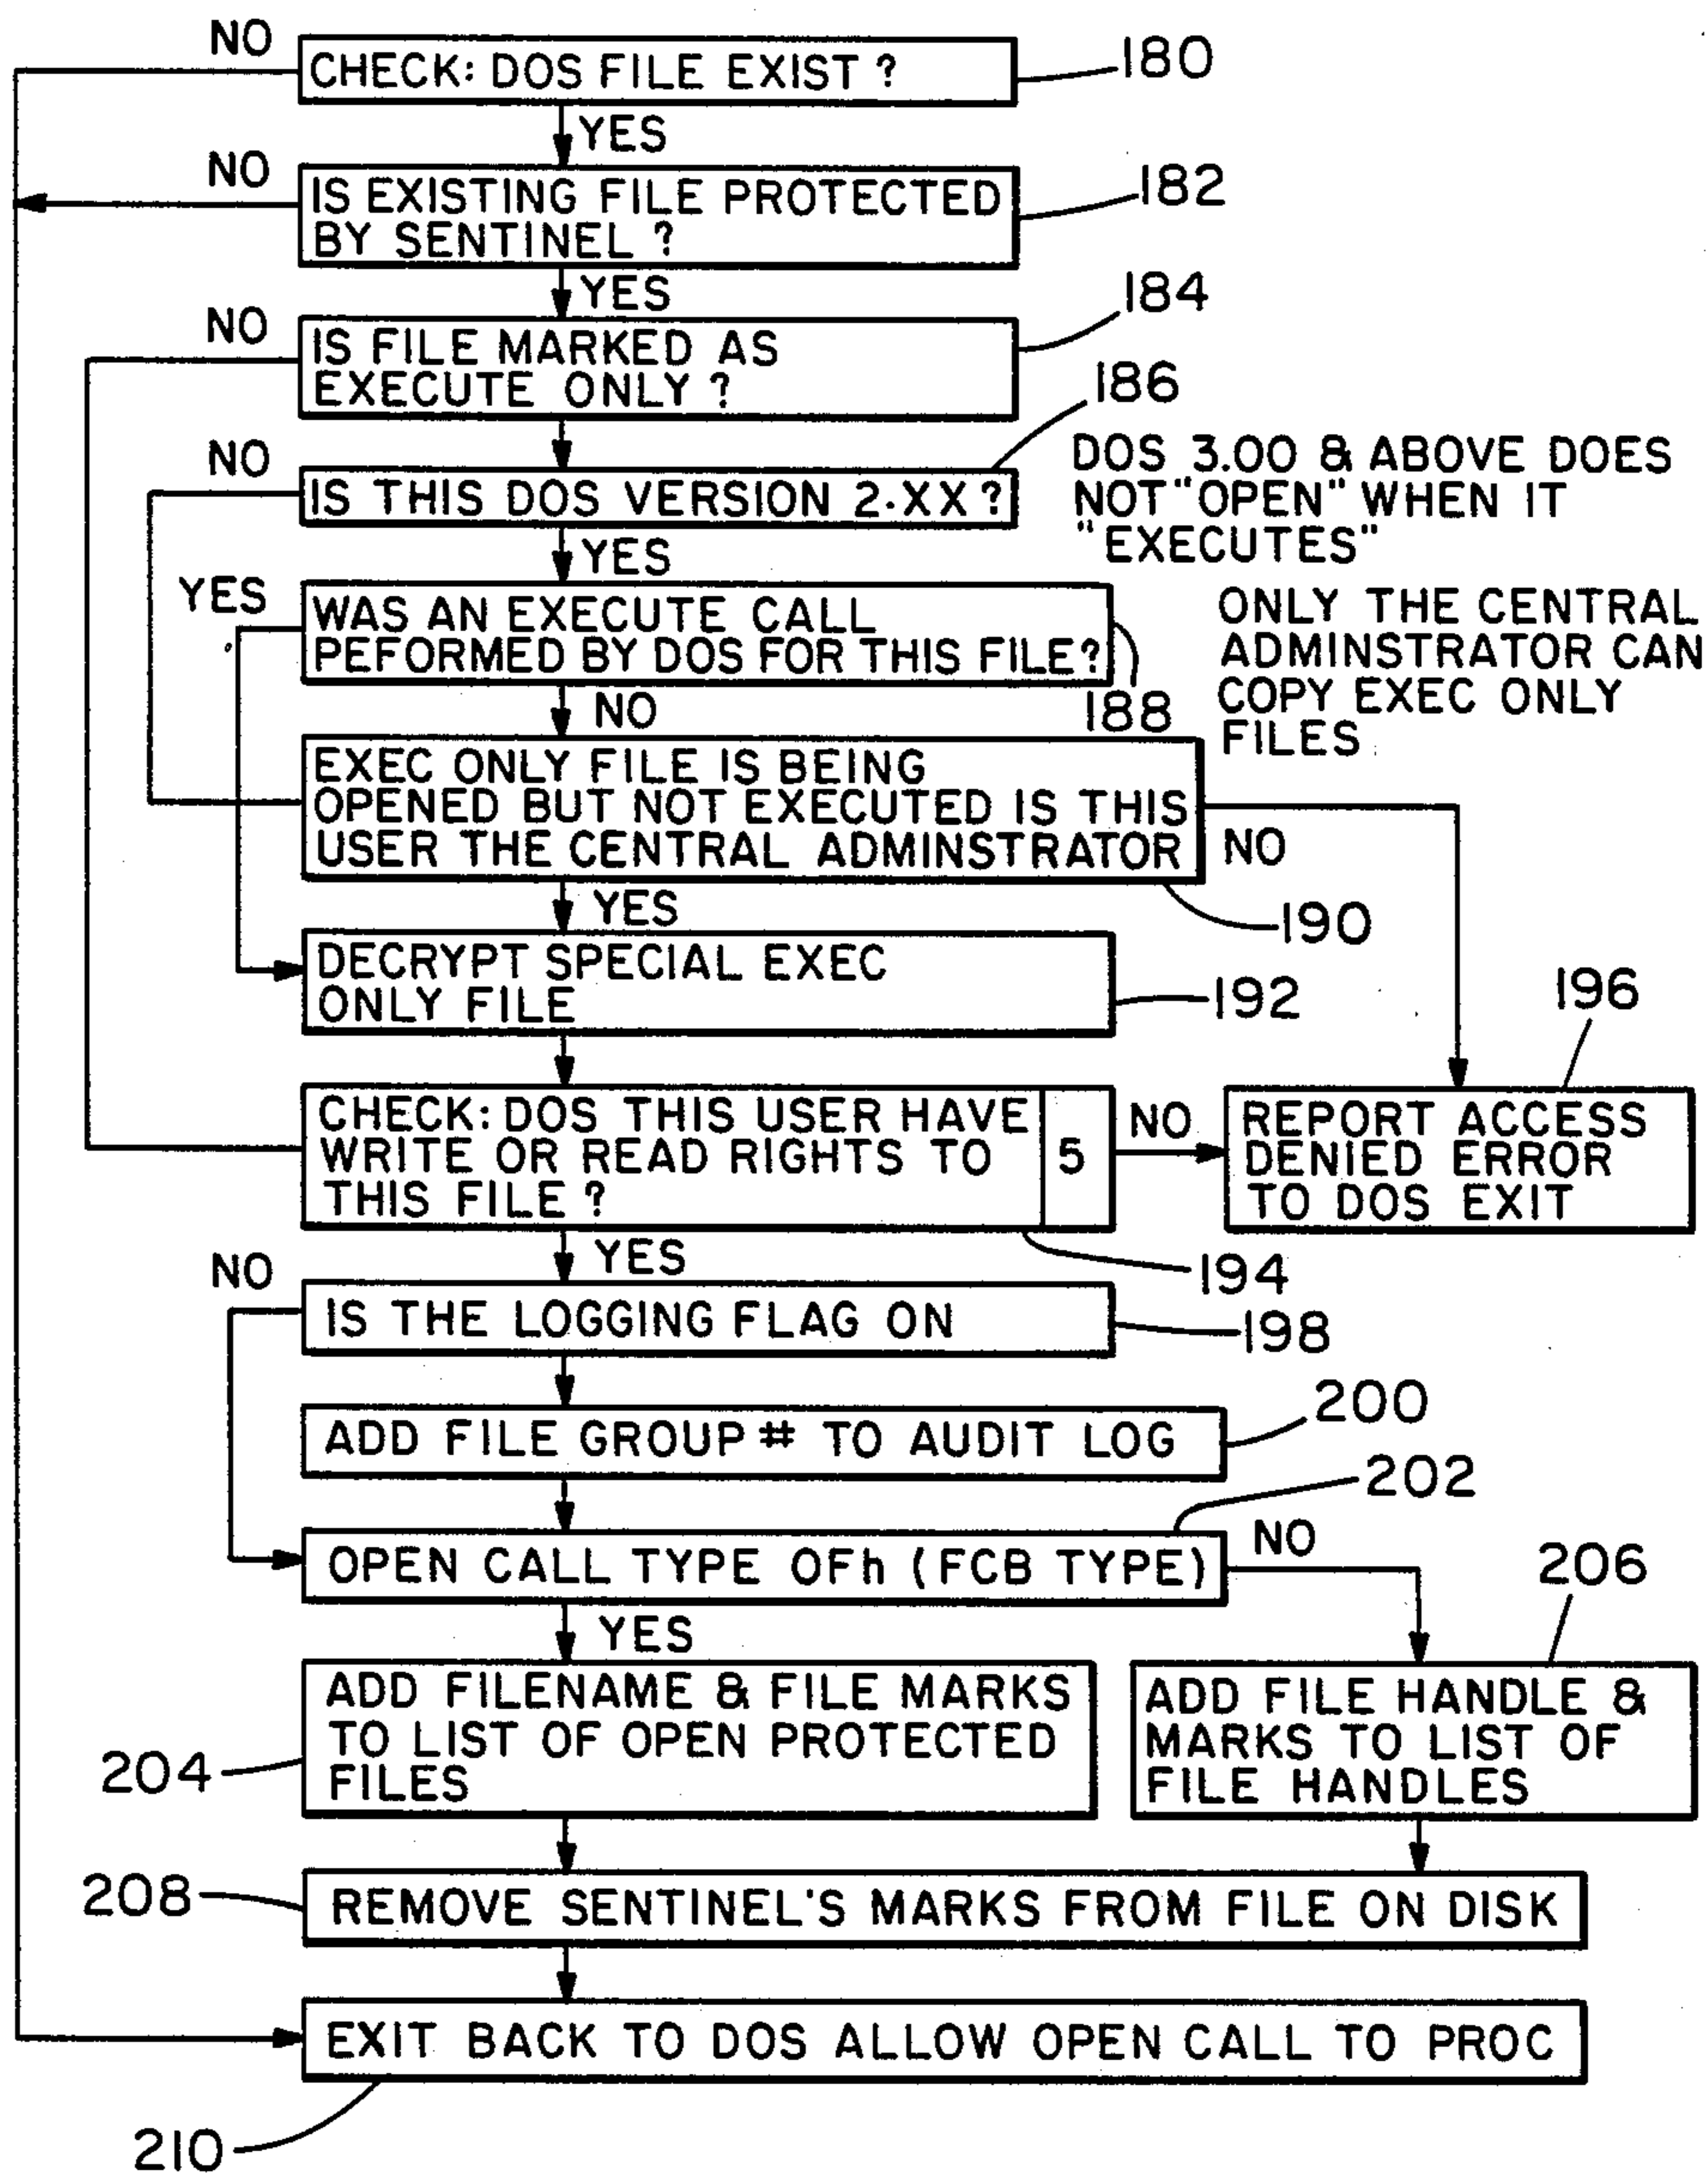 NO
CHECK: DOS FILE EXIST ?
180
YES
NO
IS EXISTING FILE PROTECTED
BY SENTINEL ?
182
YES
184
NO
IS FILE MARKED AS
EXECUTE ONLY ?
186
NO
IS THIS DOS VERSION 2.XX ?
DOS 3.00 & ABOVE DOES
NOT "OPEN" WHEN IT
"EXECUTES"
YES
YES
WAS AN EXECUTE CALL
PEFORMED BY DOS FOR THIS FILE?
188
ONLY THE CENTRAL
ADMINSTRATOR CAN
COPY EXEC ONLY
FILES
NO
EXEC ONLY FILE IS BEING
OPENED BUT NOT EXECUTED IS THIS
USER THE CENTRAL ADMINSTRATOR
NO
190
YES
DECRYPT SPECIAL EXEC
ONLY FILE
192
196
CHECK: DOS THIS USER HAVE
WRITE OR READ RIGHTS TO
THIS FILE ?
5
NO
REPORT ACCESS
DENIED ERROR
TO DOS EXIT
194
YES
NO
IS THE LOGGING FLAG ON
198
ADD FILE GROUP # TO AUDIT LOG
200
202
OPEN CALL TYPE OFh (FCB TYPE)
NO
206
YES
ADD FILENAME & FILE MARKS
TO LIST OF OPEN PROTECTED
FILES
204
ADD FILE HANDLE &
MARKS TO LIST OF
FILE HANDLES
208
REMOVE SENTINEL'S MARKS FROM FILE ON DISK
EXIT BACK TO DOS ALLOW OPEN CALL TO PROC
210